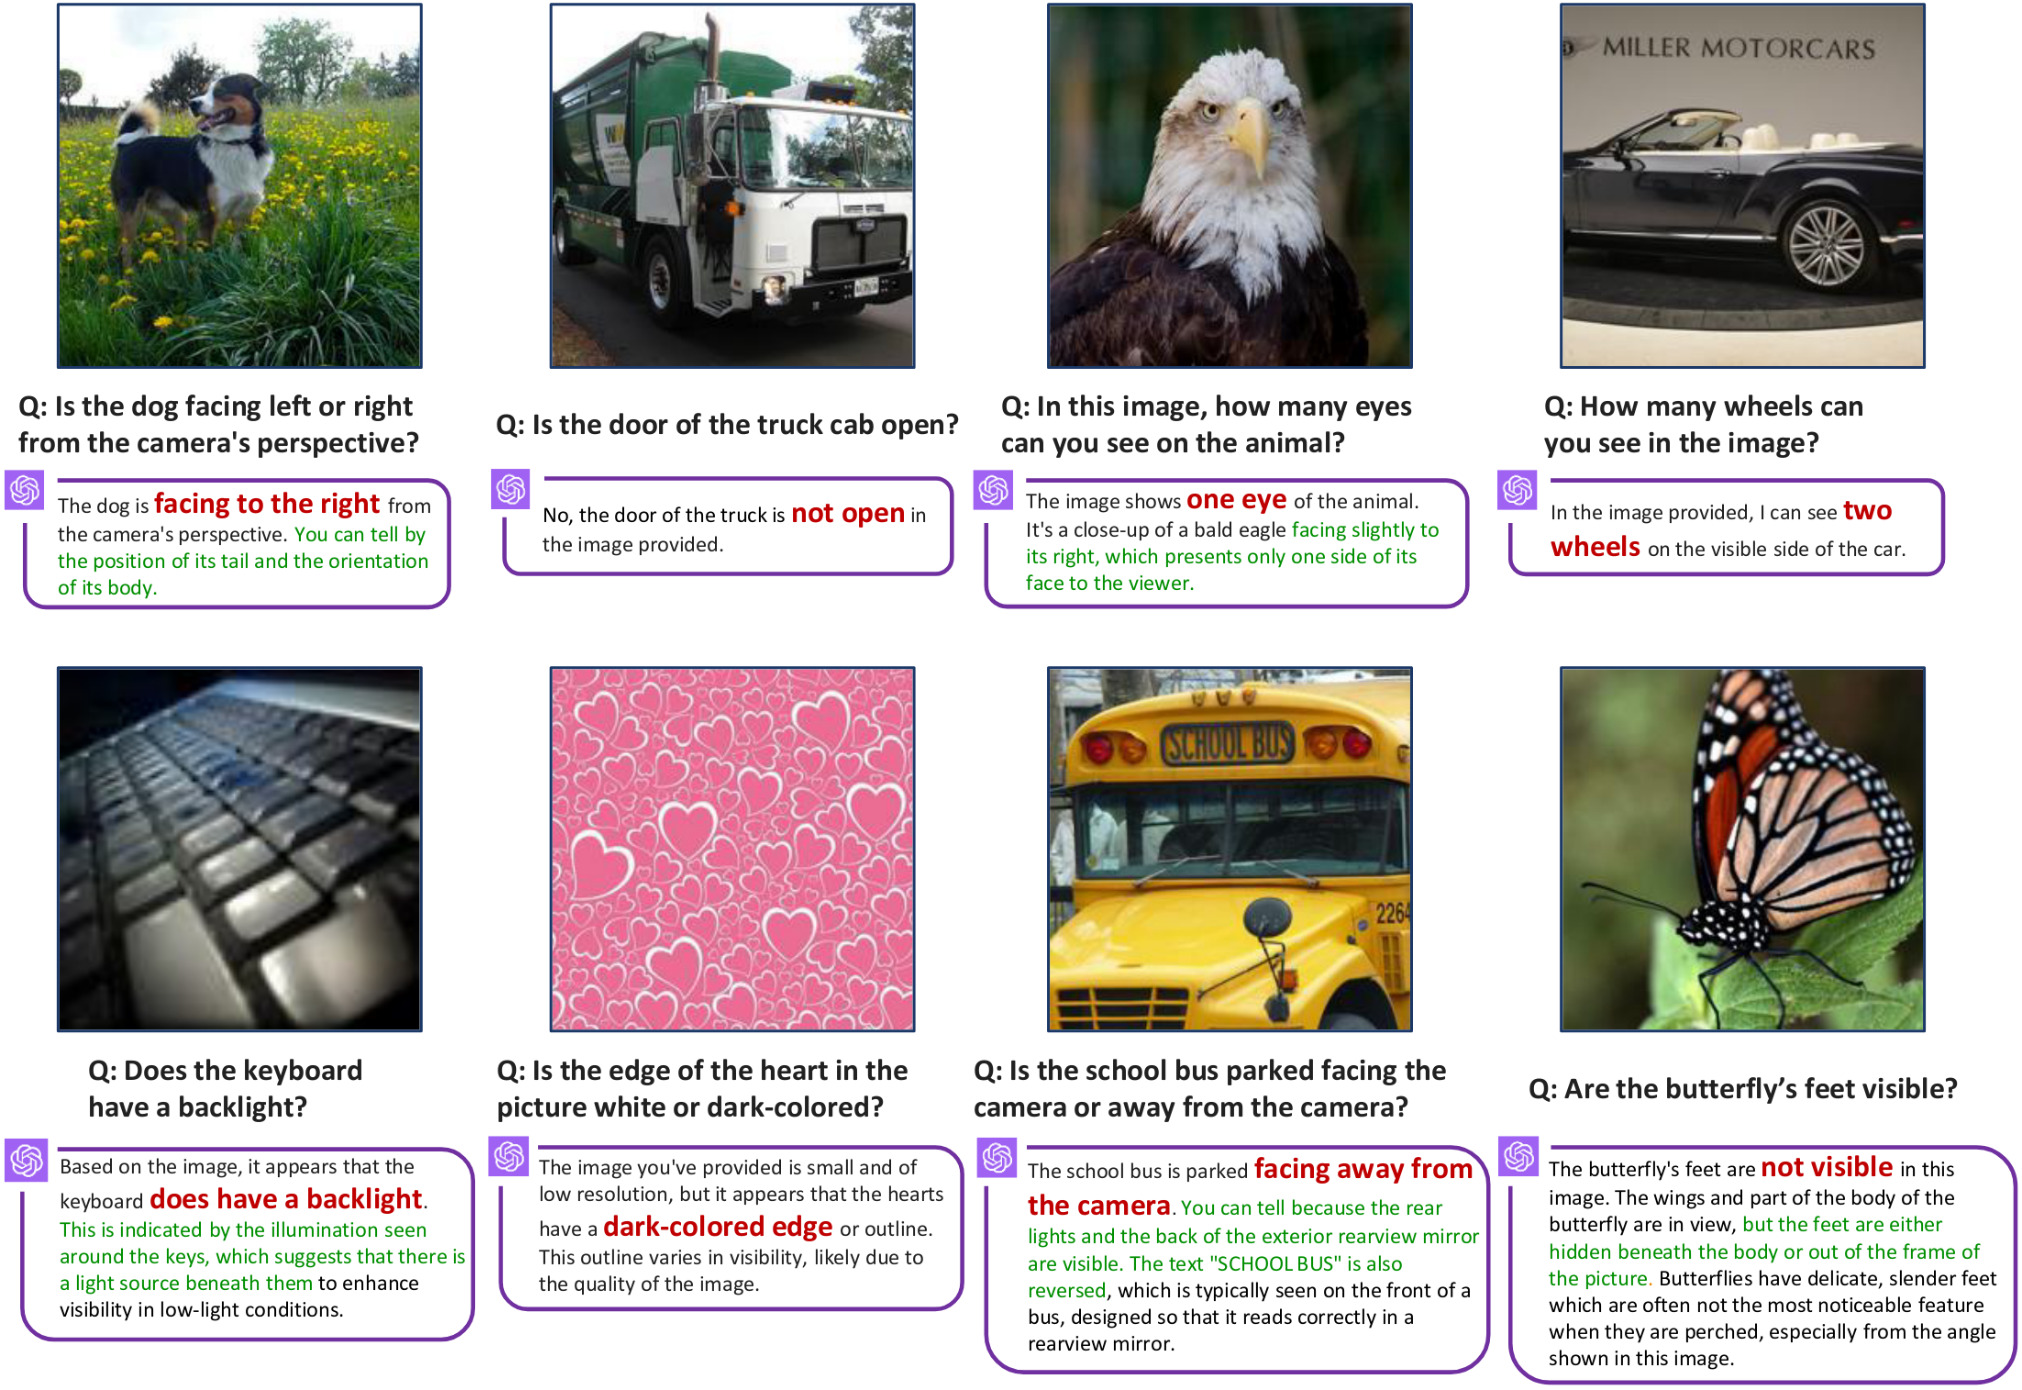 MILLER MOTORCARS
Q: Is the dog facing left or right
from the camera's perspective?
The dog is facing to the right from
the camera's perspective. You can tell by
the position of its tail and the orientation
of its body.
Q: Is the door of the truck cab open?
No, the door of the truck is not open in
the image provided.
Q: In this image, how many eyes
can you see on the animal?
The image shows one eye of the animal.
It's a close-up of a bald eagle facing slightly to
its right, which presents only one side of its
face to the viewer.
Q: How many wheels can
you see in the image?
In the image provided, I can see two
wheels on the visible side of the car.
SCHOOL BUS
2264
Q: Does the keyboard
have a backlight?
Based on the image, it appears that the
keyboard does have a backlight.
This is indicated by the illumination seen
around the keys, which suggests that there is
a light source beneath them to enhance
visibility in low-light conditions.
Q: Is the edge of the heart in the
picture white or dark-colored?
The image you've provided is small and of
low resolution, but it appears that the hearts
have a dark-colored edge or outline.
This outline varies in visibility, likely due to
the quality of the image.
Q: Is the school bus parked facing the
camera or away from the camera?
The school bus is parked facing away from
the camera. You can tell because the rear
lights and the back of the exterior rearview mirror
are visible. The text "SCHOOL BUS" is also
reversed, which is typically seen on the front of a
bus, designed so that it reads correctly in a
rearview mirror.
Q: Are the butterfly’s feet visible?
The butterfly's feet are not visible in this
image. The wings and part of the body of the
butterfly are in view, but the feet are either
hidden beneath the body or out of the frame of
the picture. Butterflies have delicate, slender feet
which are often not the most noticeable feature
when they are perched, especially from the angle
shown in this image.